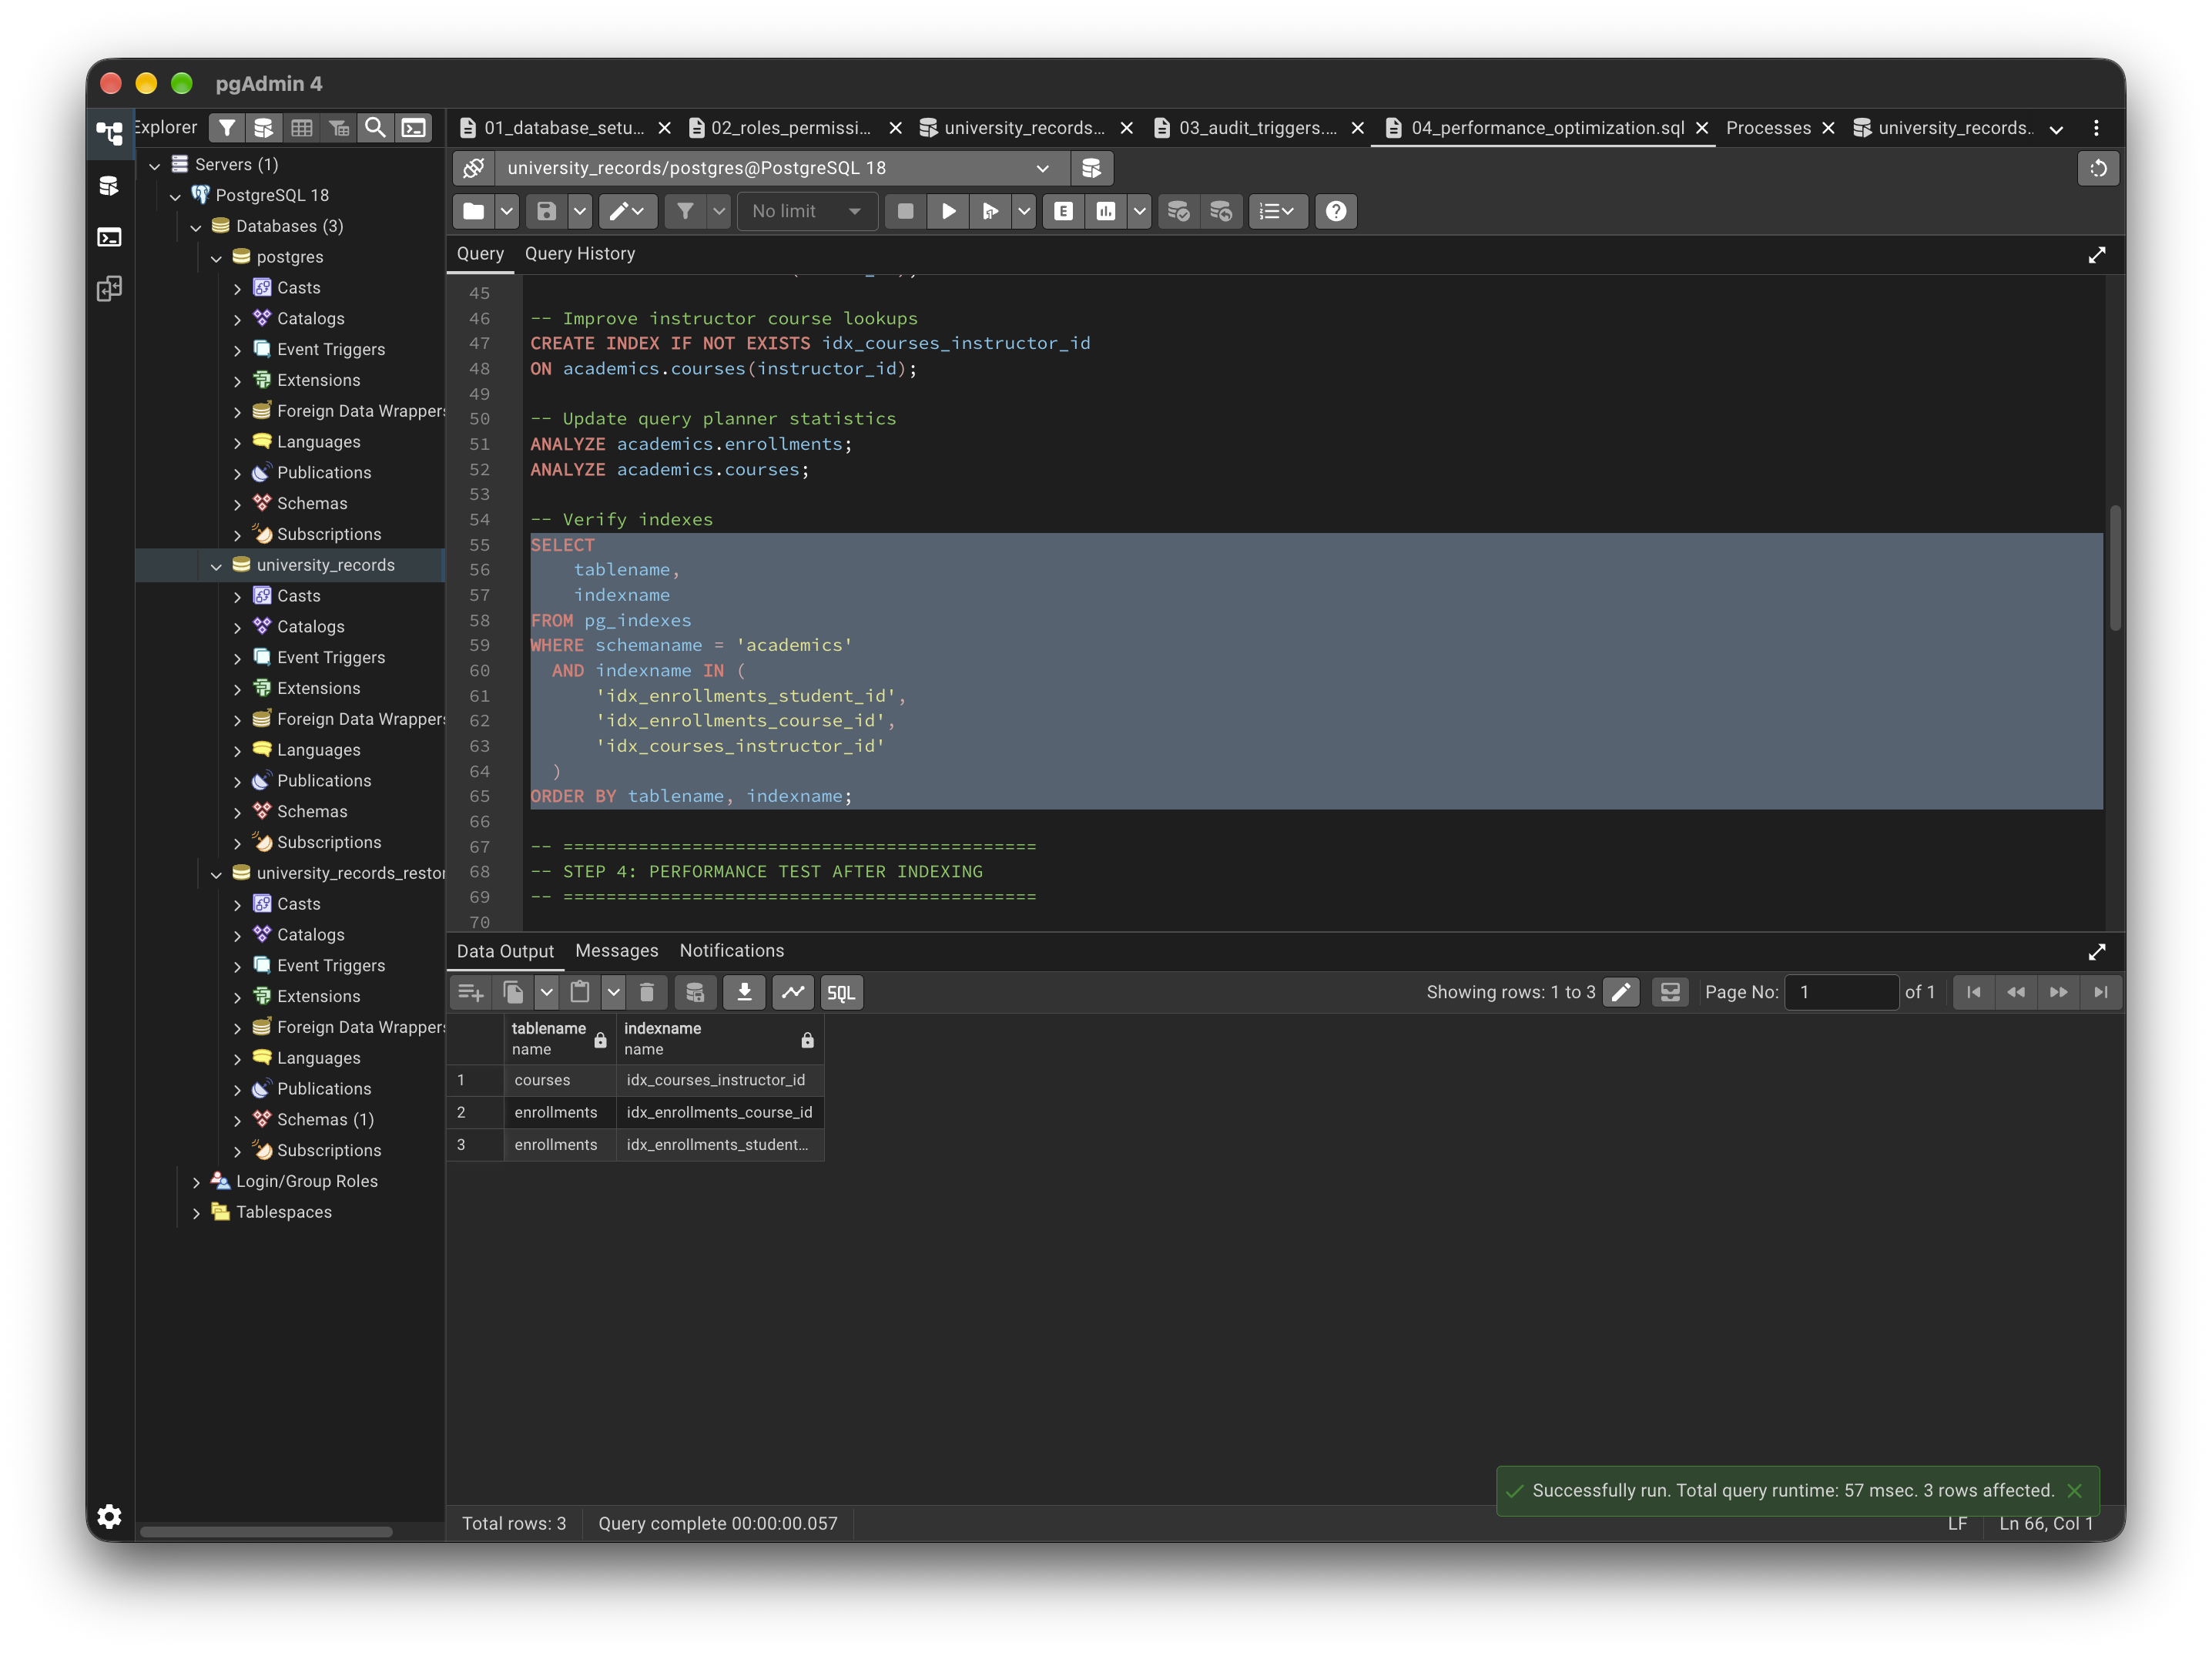 pgAdmin 4
Explorer
01_database_setu...
02_roles_permissi...
university_records...
03_audit_triggers....
04_performance_optimization.sql
Processes
university_records..
Servers (1)
PostgreSQL 18
Databases (3)
postgres
Casts
Catalogs
Event Triggers
Extensions
Foreign Data Wrappers
Languages
Publications
Schemas
Subscriptions
university_records
Casts
Catalogs
Event Triggers
Extensions
Foreign Data Wrappers
Languages
Publications
Schemas
Subscriptions
university_records_restor
Casts
Catalogs
Event Triggers
Extensions
Foreign Data Wrappers
Languages
Publications
Schemas (1)
Subscriptions
Login/Group Roles
Tablespaces
university_records/postgres@PostgreSQL 18
No limit
E
Query Query History
45
46 -- Improve instructor course lookups
47 CREATE INDEX IF NOT EXISTS idx_courses_instructor_id
48 ON academics.courses(instructor_id);
49
50 -- Update query planner statistics
51 ANALYZE academics.enrollments;
52 ANALYZE academics.courses;
53
54 -- Verify indexes
55 SELECT
56 tablename,
57 indexname
58 FROM pg_indexes
59 WHERE schemaname = 'academics'
60 AND indexname IN (
61 'idx_enrollments_student_id',
62 'idx_enrollments_course_id',
63 'idx_courses_instructor_id'
64 )
65 ORDER BY tablename, indexname;
66
67 -- ============================================
68 -- STEP 4: PERFORMANCE TEST AFTER INDEXING
69 -- ============================================
70
Data Output Messages Notifications
SQL
Showing rows: 1 to 3
Page No: 1 of 1
tablename name
indexname name
1 courses idx_courses_instructor_id
2 enrollments idx_enrollments_course_id
3 enrollments idx_enrollments_student...
Successfully run. Total query runtime: 57 msec. 3 rows affected.
Total rows: 3 Query complete 00:00:00.057 LF Ln 66, Col 1